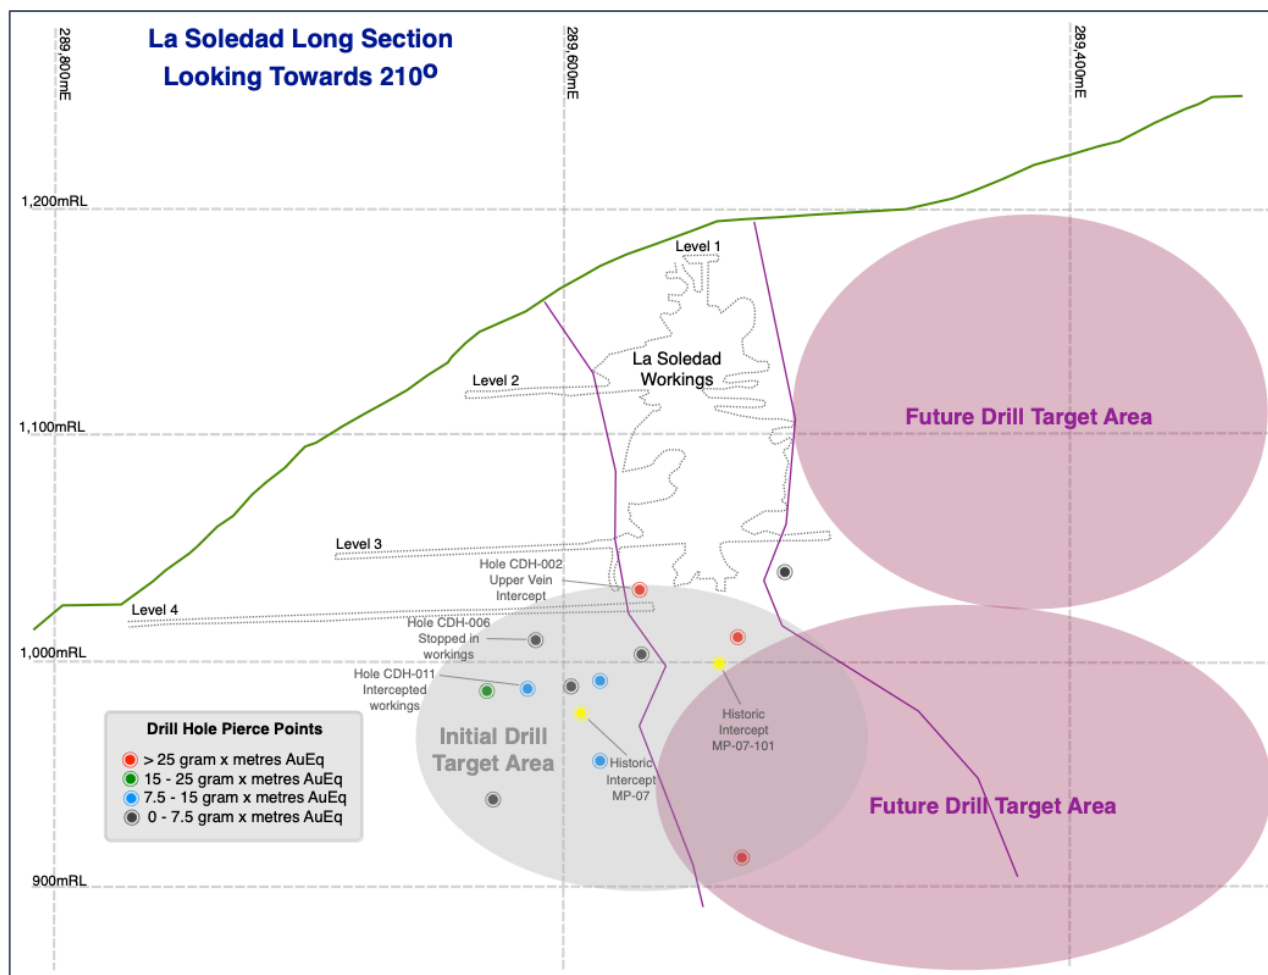 La Soledad Long Section
Looking Towards 210⁰
289,800mE
289,600mE
289,400mE
1,200mRL
Level 1
La Soledad
Workings
Level 2
Future Drill Target Area
1,100mRL
Level 3
Hole CDH-002
Upper Vein
Intercept
Level 4
Hole CDH-006
Stopped in
workings
1,000mRL
Hole CDH-011
Intercepted
workings
Historic
Intercept
MP-07-101
Initial Drill
Target Area
Historic
Intercept
MP-07
Future Drill Target Area
Drill Hole Pierce Points
> 25 gram x metres AuEq
15 - 25 gram x metres AuEq
7.5 - 15 gram x metres AuEq
0 - 7.5 gram x metres AuEq
900mRL